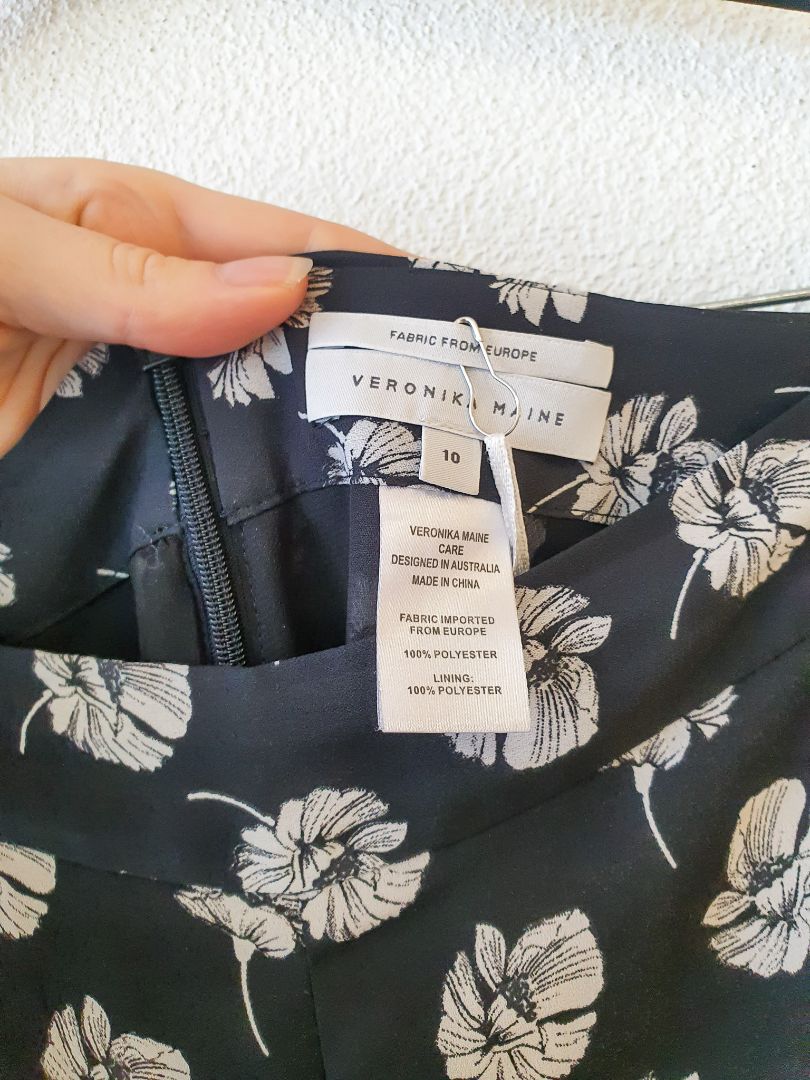 FABRIC FROM EUROPE
VERONIKA MAINE
10
VERONIKA MAINE
CARE
DESIGNED IN AUSTRALIA
MADE IN CHINA
FABRIC IMPORTED
FROM EUROPE
100% POLYESTER
LINING:
100% POLYESTER